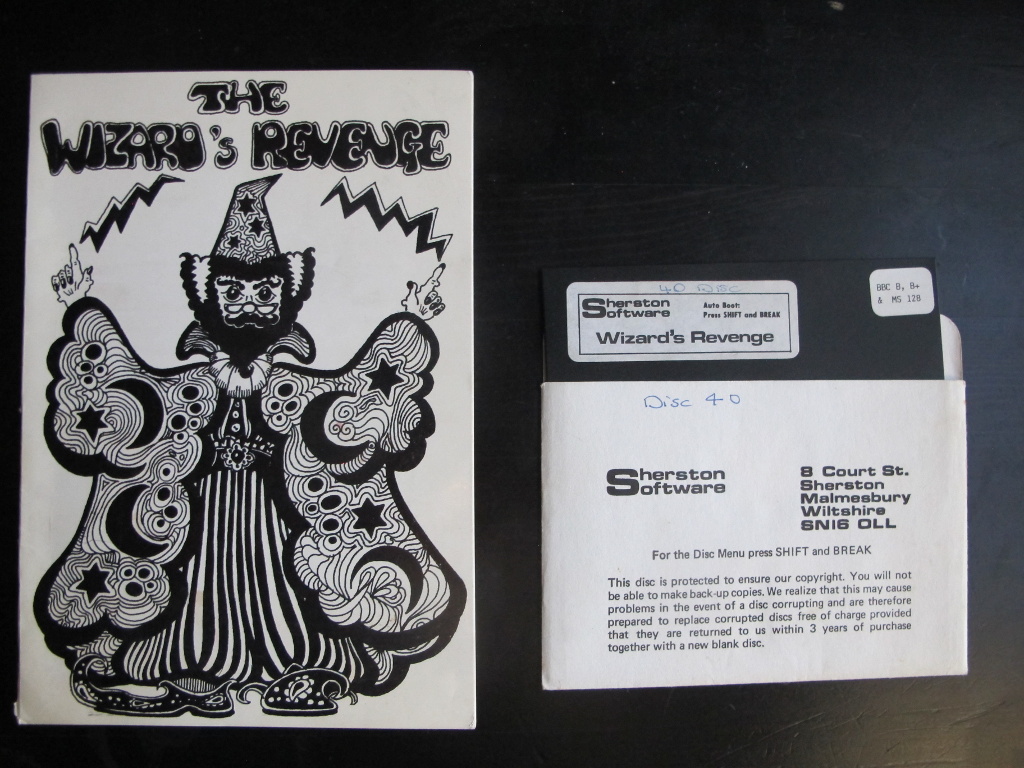 THE
WIZARD's REVENGE
40 Disc
Sherston
Software
Auto Boot:
Press SHIFT and BREAK
Wizard's Revenge
BBC B, B+
& MS 128
Disc 40
Sherston
Software
8 Court St.
Sherston
Malmesbury
Wiltshire
SN16 0LL
For the Disc Menu press SHIFT and BREAK
This disc is protected to ensure our copyright. You will not
be able to make back-up copies. We realize that this may cause
problems in the event of a disc corrupting and are therefore
prepared to replace corrupted discs free of charge provided
that they are returned to us within 3 years of purchase
together with a new blank disc.